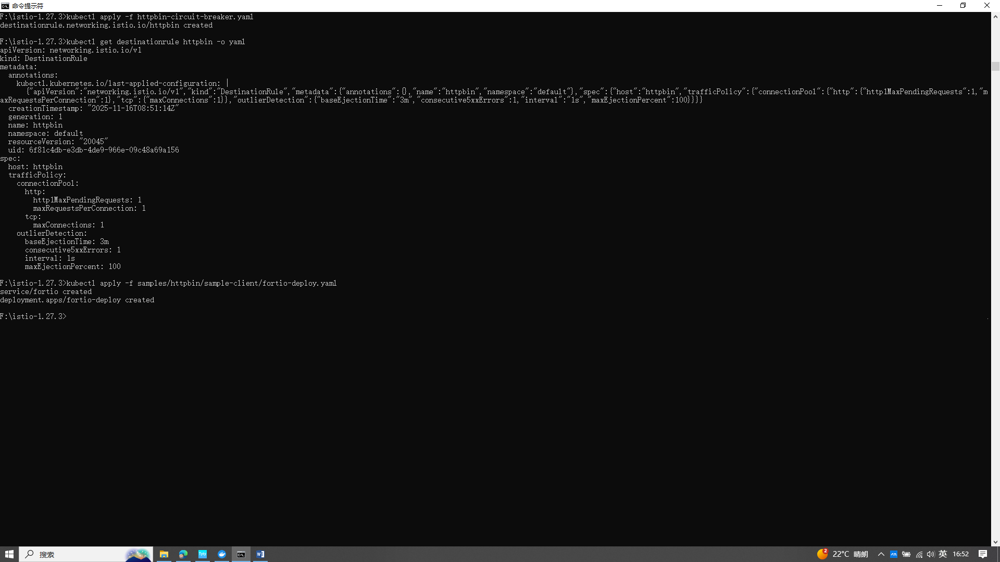 命令提示符
F:\istio-1.27.3>kubectl apply -f httpbin-circuit-breaker.yaml
destinationrule.networking.istio.io/httpbin created
F:\istio-1.27.3>kubectl get destinationrule httpbin -o yaml
apiVersion: networking.istio.io/v1
kind: DestinationRule
metadata:
  annotations:
    kubectl.kubernetes.io/last-applied-configuration: |
      {"apiVersion":"networking.istio.io/v1","kind":"DestinationRule","metadata":{"annotations":{},"name":"httpbin","namespace":"default"},"spec":{"host":"httpbin","trafficPolicy":{"connectionPool":{"http":{"http1MaxPendingRequests":1,"m
axRequestsPerConnection":1},"tcp":{"maxConnections":1}},"outlierDetection":{"baseEjectionTime":"3m","consecutive5xxErrors":1,"interval":"1s","maxEjectionPercent":100}}}}
  creationTimestamp: "2025-11-16T08:51:14Z"
  generation: 1
  name: httpbin
  namespace: default
  resourceVersion: "20045"
  uid: 6f81c4db-e3db-4de9-966e-09c48a69a156
spec:
  host: httpbin
  trafficPolicy:
    connectionPool:
      http:
        http1MaxPendingRequests: 1
        maxRequestsPerConnection: 1
      tcp:
        maxConnections: 1
    outlierDetection:
      baseEjectionTime: 3m
      consecutive5xxErrors: 1
      interval: 1s
      maxEjectionPercent: 100
F:\istio-1.27.3>kubectl apply -f samples/httpbin/sample-client/fortio-deploy.yaml
service/fortio created
deployment.apps/fortio-deploy created
F:\istio-1.27.3>
搜索
Tyty
2
22°C 晴朗
英
16:52